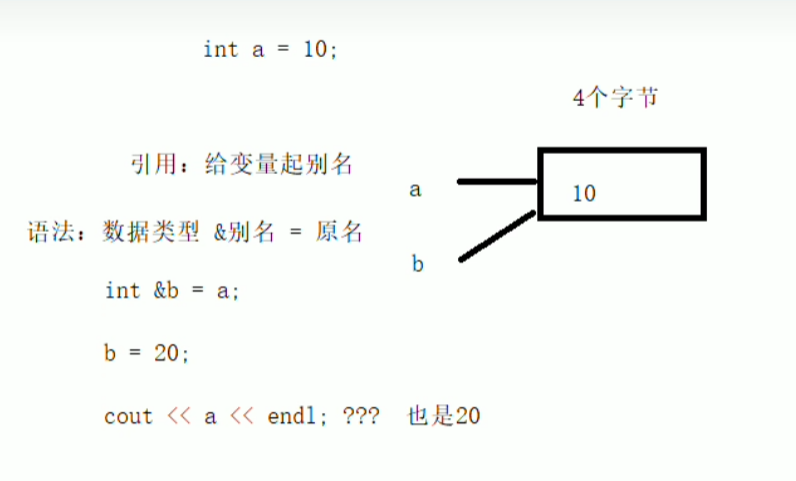 int a = 10;
4个字节
引用：给变量起别名
a
10
语法：数据类型 &别名 = 原名
b
int &b = a;
b = 20;
cout << a << endl; ??? 也是20